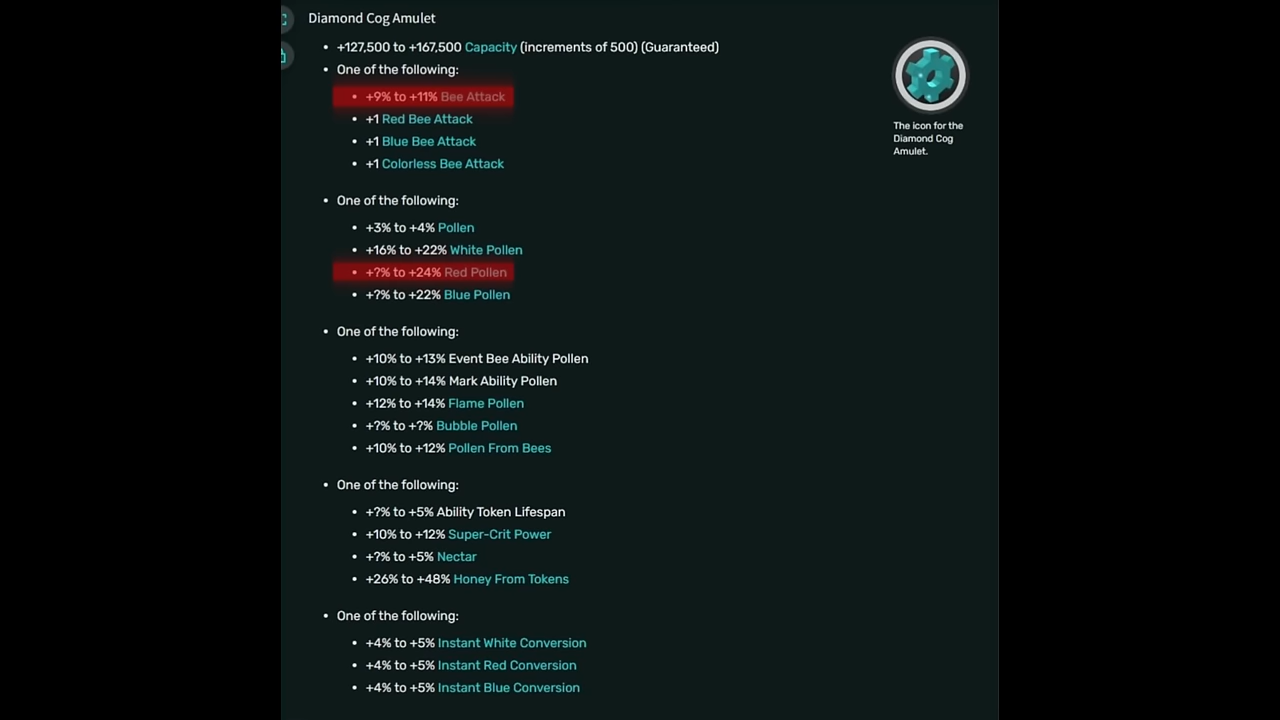 Diamond Cog Amulet
+127,500 to +167,500 Capacity (increments of 500) (Guaranteed)
One of the following:
+9% to +11% Bee Attack
+1 Red Bee Attack
+1 Blue Bee Attack
+1 Colorless Bee Attack
One of the following:
+3% to +4% Pollen
+16% to +22% White Pollen
+?% to +24% Red Pollen
+?% to +22% Blue Pollen
One of the following:
+10% to +13% Event Bee Ability Pollen
+10% to +14% Mark Ability Pollen
+12% to +14% Flame Pollen
+?% to +?% Bubble Pollen
+10% to +12% Pollen From Bees
One of the following:
+?% to +5% Ability Token Lifespan
+10% to +12% Super-Crit Power
+?% to +5% Nectar
+26% to +48% Honey From Tokens
One of the following:
+4% to +5% Instant White Conversion
+4% to +5% Instant Red Conversion
+4% to +5% Instant Blue Conversion
The icon for the
Diamond Cog
Amulet.